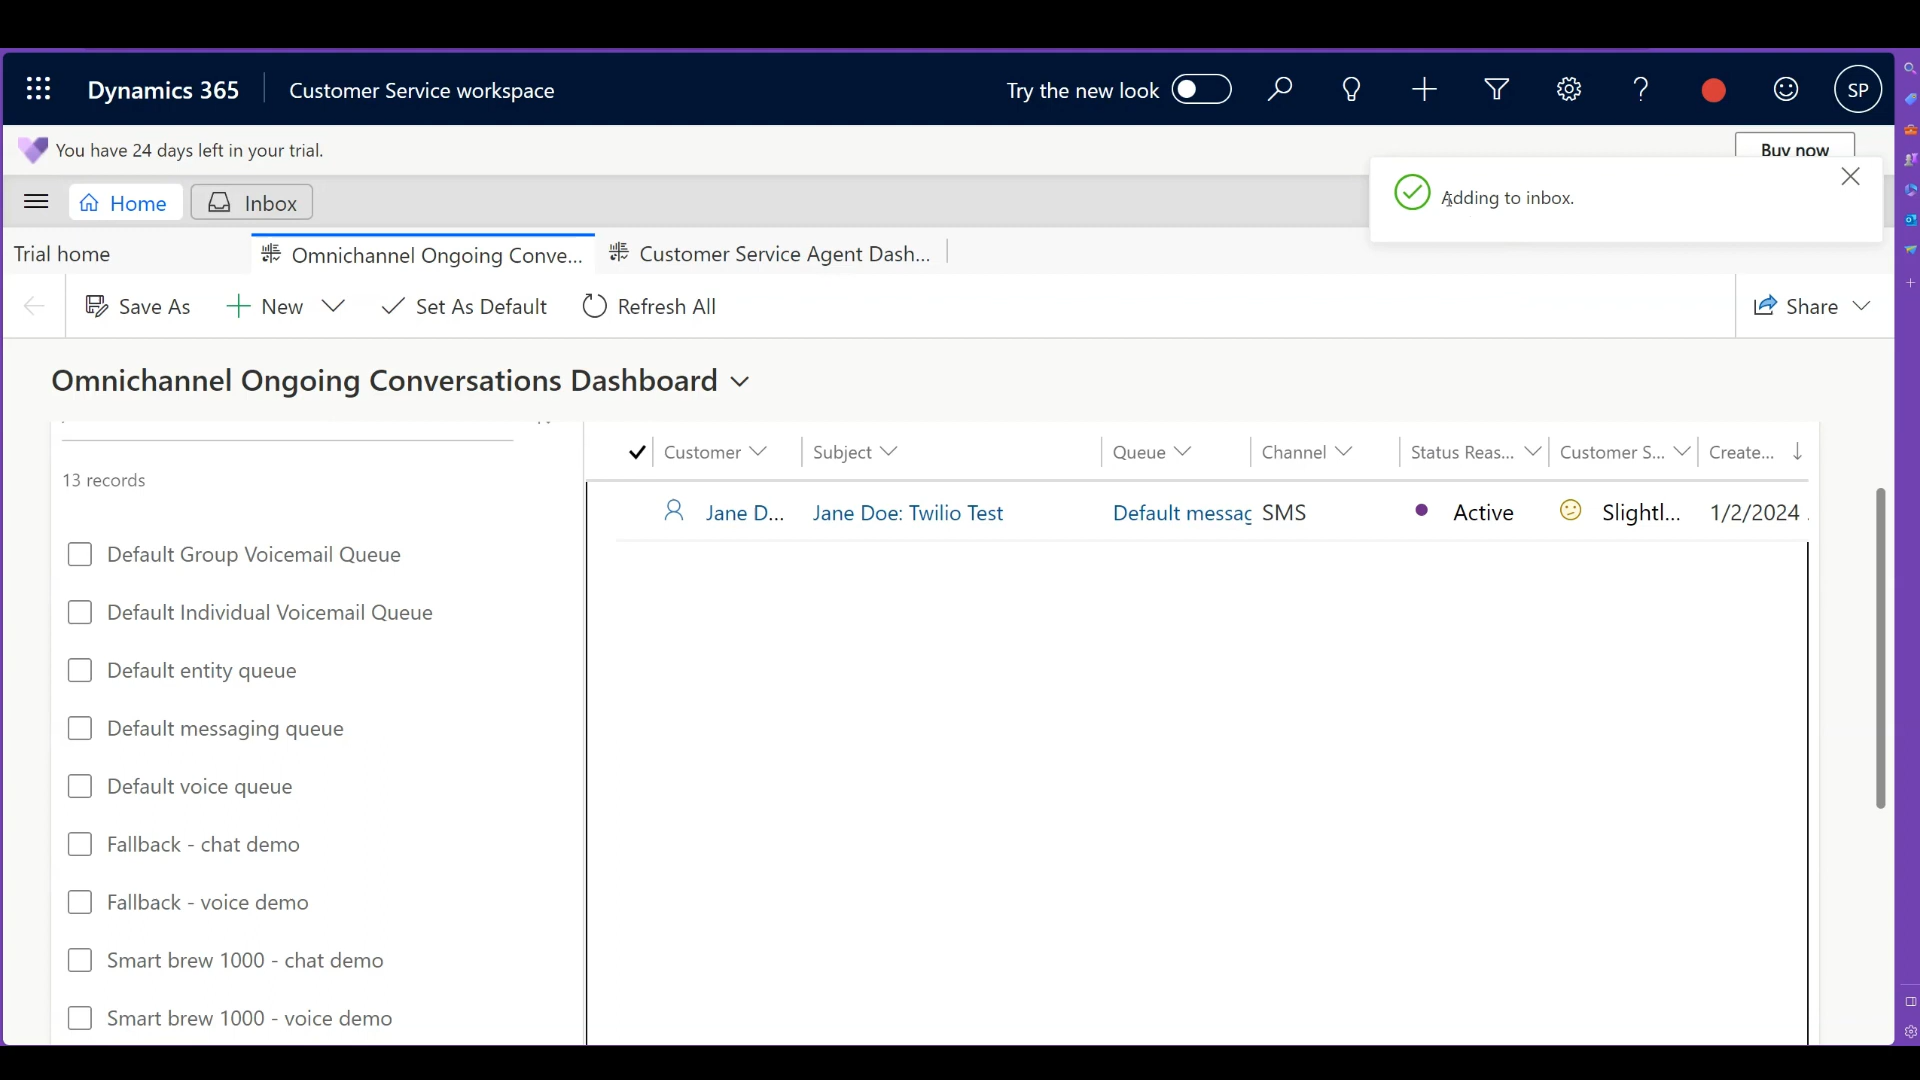 Dynamics 365
Customer Service workspace
Try the new look
SP
You have 24 days left in your trial.
Buy now
Home
Inbox
Adding to inbox.
Trial home
Omnichannel Ongoing Conve...
Customer Service Agent Dash...
Save As
New
Set As Default
Refresh All
Share
Omnichannel Ongoing Conversations Dashboard
13 records
Default Group Voicemail Queue
Default Individual Voicemail Queue
Default entity queue
Default messaging queue
Default voice queue
Fallback - chat demo
Fallback - voice demo
Smart brew 1000 - chat demo
Smart brew 1000 - voice demo
Customer
Subject
Queue
Channel
Status Reas...
Customer S...
Create...
Jane D...
Jane Doe: Twilio Test
Default messag
SMS
Active
Slightl...
1/2/2024